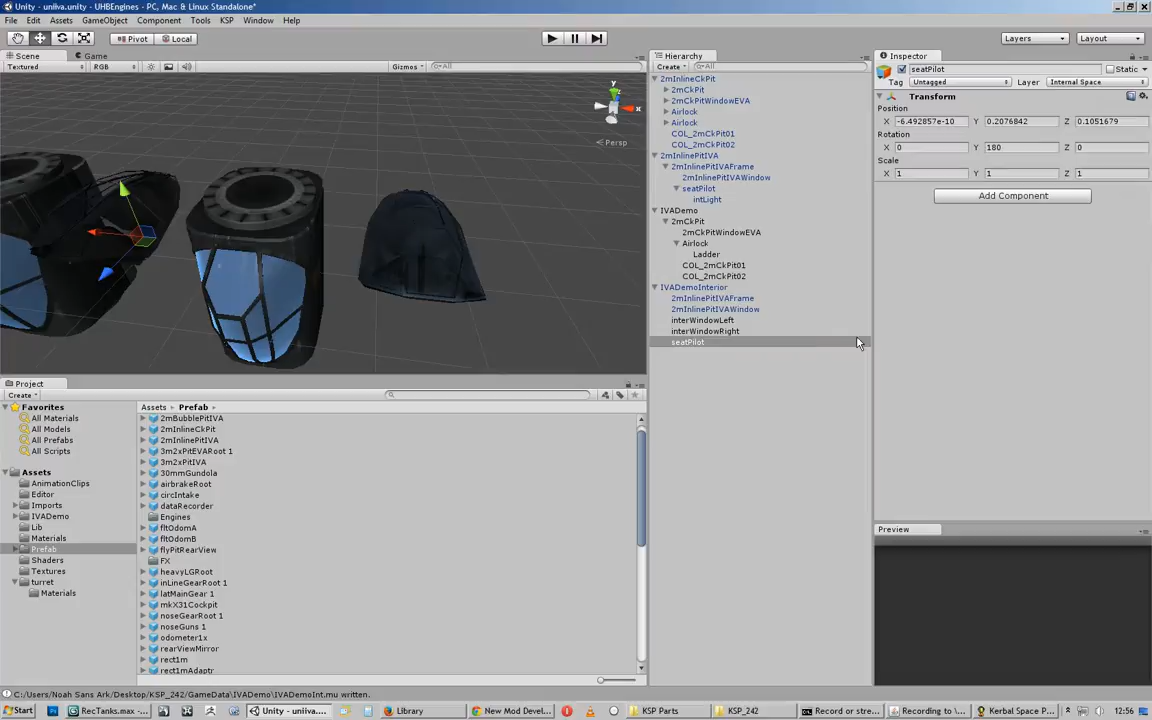 Unity - uniiva.unity - UHBEngines - PC, Mac & Linux Standalone*
File Edit Assets GameObject Component Tools KSP Window Help
Pivot Local Layers Layout
Scene Game
Textured RGB Gizmos All
Hierarchy
Create All
2mInlineCkPit
2mCkPit
2mCkPitWindowEVA
Airlock
Airlock
COL_2mCkPit01
COL_2mCkPit02
2mInlinePitIVA
2mInlinePitIVAFrame
2mInlinePitIVAWindow
seatPilot
intLight
IVADemo
2mCkPit
2mCkPitWindowEVA
Airlock
Ladder
COL_2mCkPit01
COL_2mCkPit02
IVADemoInterior
2mInlinePitIVAFrame
2mInlinePitIVAWindow
interWindowLeft
interWindowRight
seatPilot
Inspector
seatPilot Static
Tag Untagged Layer Internal Space
Transform
Position
X -6.492857e-10 Y 0.2076842 Z 0.1051679
Rotation
X 0 Y 180 Z 0
Scale
X 1 Y 1 Z 1
Add Component
Preview
y
x
Persp
Project
Create
Favorites
All Materials
All Models
All Prefabs
All Scripts
Assets
AnimationClips
Editor
Imports
IVADemo
Lib
Materials
Prefab
Shaders
Textures
turret
Materials
Assets Prefab
2mBubblePitIVA
2mInlineCkPit
2mInlinePitIVA
3m2xPitEVARoot 1
3m2xPitIVA
30mmGundola
airbrakeRoot
circIntake
dataRecorder
Engines
fltOdomA
fltOdomB
flyPitRearView
FX
heavyLGRoot
inLineGearRoot 1
latMainGear 1
mkX31Cockpit
noseGearRoot 1
noseGuns 1
odometer1x
rearViewMirror
rect1m
rect1mAdaptr
C:/Users/Noah Sans Ark/Desktop/KSP_242/GameData/IVADemo/IVADemoInt.mu written.
Start RecTanks.max - ... Unity - uniiva.... Library New Mod Devel... KSP Parts KSP_242 Record or stre... Recording to \... Kerbal Space P... 12:56